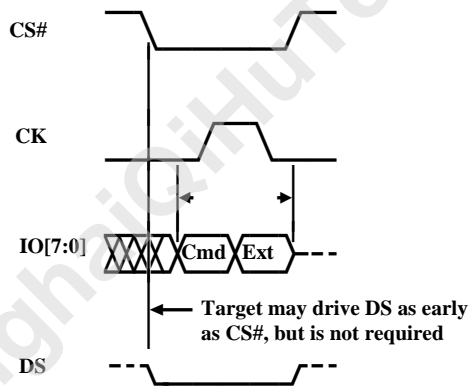 CS#
CK
IO[7:0]
Cmd
Ext
Target may drive DS as early
as CS#, but is not required
DS